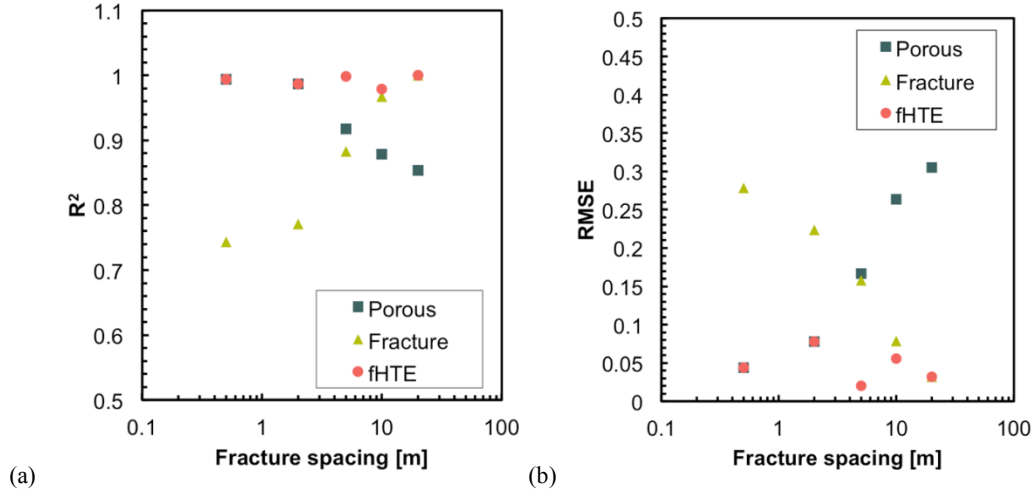 1.1
1
0.9
0.8
0.7
0.6
0.5
R²
Porous
Fracture
fHTE
0.1
1
10
100
Fracture spacing [m]
(a)
0.5
0.45
0.4
0.35
0.3
0.25
0.2
0.15
0.1
0.05
0
RMSE
Porous
Fracture
fHTE
0.1
1
10
100
Fracture spacing [m]
(b)